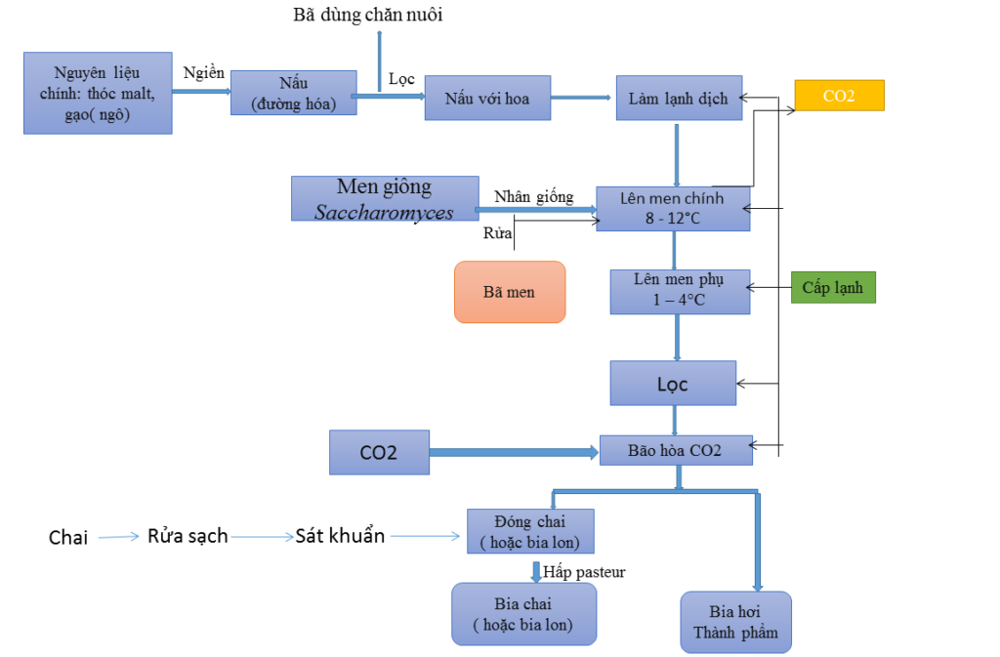 Bã dùng chăn nuôi
Nguyên liệu
chính: thóc malt,
gạo( ngô)
Ngiền
Nấu
(đường hóa)
Lọc
Nấu với hoa
Làm lạnh dịch
CO2
Men giông
Saccharomyces
Nhân giống
Rửa
Lên men chính
8 - 12°C
Bã men
Lên men phụ
1 – 4°C
Cấp lạnh
Lọc
CO2
Bão hòa CO2
Chai
Rửa sạch
Sát khuẩn
Đóng chai
( hoặc bia lon)
Hấp pasteur
Bia chai
( hoặc bia lon)
Bia hơi
Thành phẩm